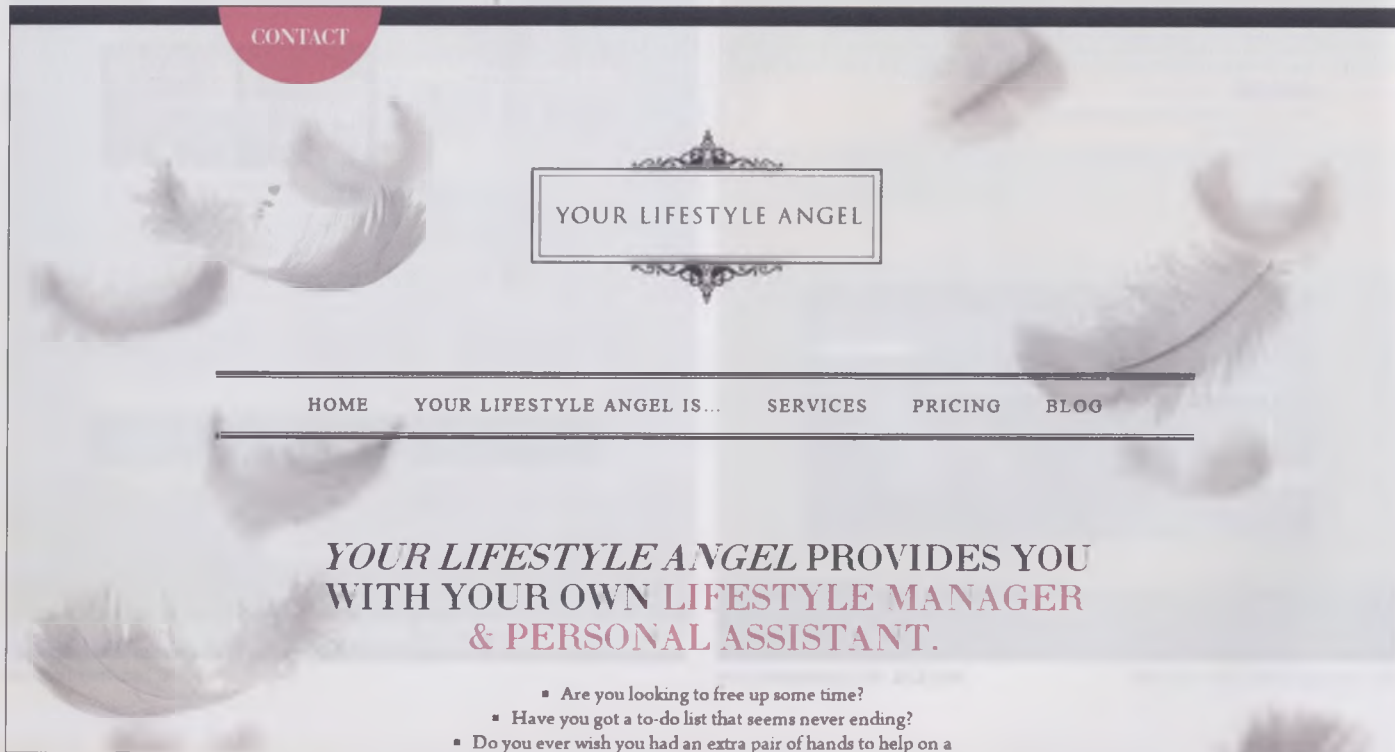 CONTACT
YOUR LIFESTYLE ANGEL
HOME YOUR LIFESTYLE ANGEL IS... SERVICES PRICING BLOG
YOUR LIFESTYLE ANGEL PROVIDES YOU
WITH YOUR OWN LIFESTYLE MANAGER
& PERSONAL ASSISTANT.
▪ Are you looking to free up some time?
▪ Have you got a to-do list that seems never ending?
▪ Do you ever wish you had an extra pair of hands to help on a